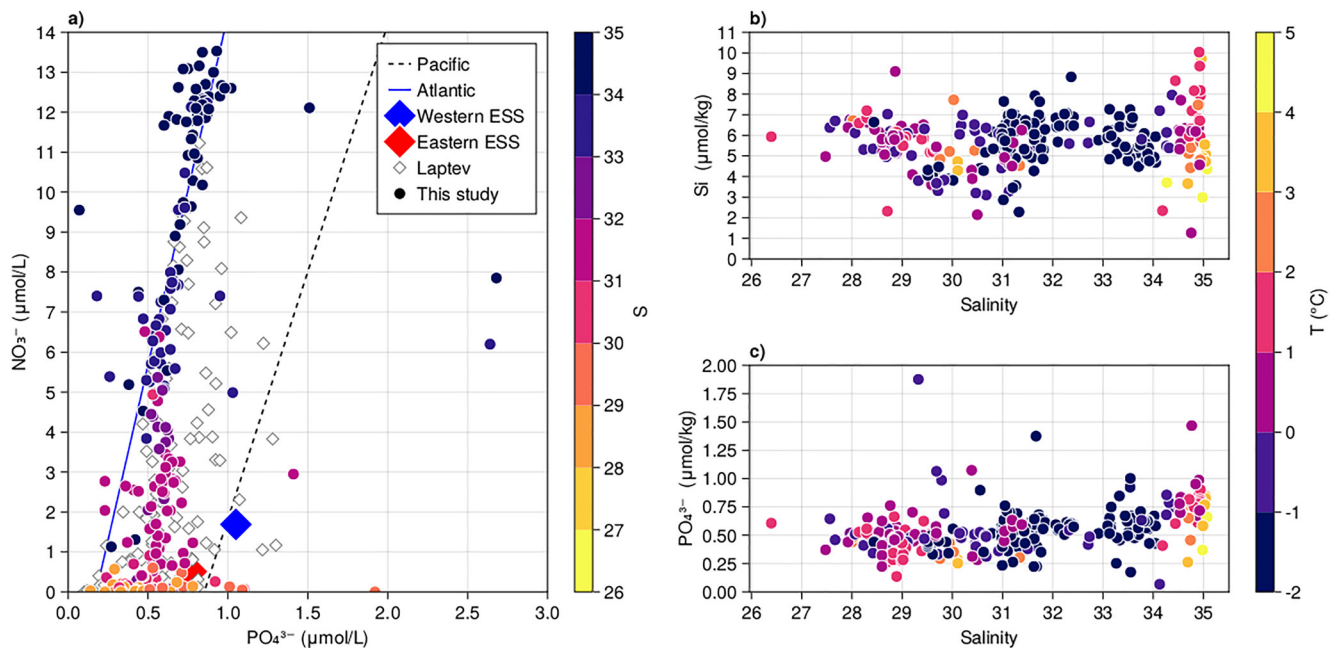 a)
14
13
12
11
10
9
8
7
6
5
4
3
2
1
0
NO₃⁻ (μmol/L)
0.0 0.5 1.0 1.5 2.0 2.5 3.0
PO₄³⁻ (μmol/L)
Pacific
Atlantic
Western ESS
Eastern ESS
Laptev
This study
35
34
33
32
31
30
29
28
27
26
S
b)
11
10
9
8
7
6
5
4
3
2
1
0
Si (μmol/kg)
26 27 28 29 30 31 32 33 34 35
Salinity
c)
2.00
1.75
1.50
1.25
1.00
0.75
0.50
0.25
0.00
PO₄³⁻ (μmol/kg)
26 27 28 29 30 31 32 33 34 35
Salinity
5
4
3
2
1
0
-1
-2
T (°C)